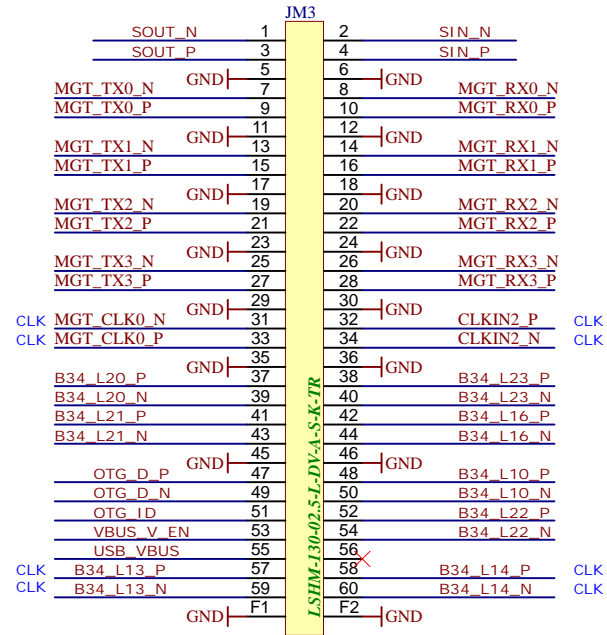 JM3
SOUT_N 1 2 SIN_N
SOUT_P 3 4 SIN_P
GND 5 6 GND
MGT_TX0_N 7 8 MGT_RX0_N
MGT_TX0_P 9 10 MGT_RX0_P
GND 11 12 GND
MGT_TX1_N 13 14 MGT_RX1_N
MGT_TX1_P 15 16 MGT_RX1_P
GND 17 18 GND
MGT_TX2_N 19 20 MGT_RX2_N
MGT_TX2_P 21 22 MGT_RX2_P
GND 23 24 GND
MGT_TX3_N 25 26 MGT_RX3_N
MGT_TX3_P 27 28 MGT_RX3_P
GND 29 30 GND
CLK MGT_CLK0_N 31 32 CLKIN2_P CLK
CLK MGT_CLK0_P 33 34 CLKIN2_N CLK
GND 35 36 GND
B34_L20_P 37 38 B34_L23_P
B34_L20_N 39 40 B34_L23_N
B34_L21_P 41 42 B34_L16_P
B34_L21_N 43 44 B34_L16_N
GND 45 46 GND
OTG_D_P 47 48 B34_L10_P
OTG_D_N 49 50 B34_L10_N
OTG_ID 51 52 B34_L22_P
VBUS_V_EN 53 54 B34_L22_N
USB_VBUS 55 56
CLK B34_L13_P 57 58 B34_L14_P CLK
CLK B34_L13_N 59 60 B34_L14_N CLK
GND F1 F2 GND
LSHM-130-02.5-L-DV-A-S-K-TR